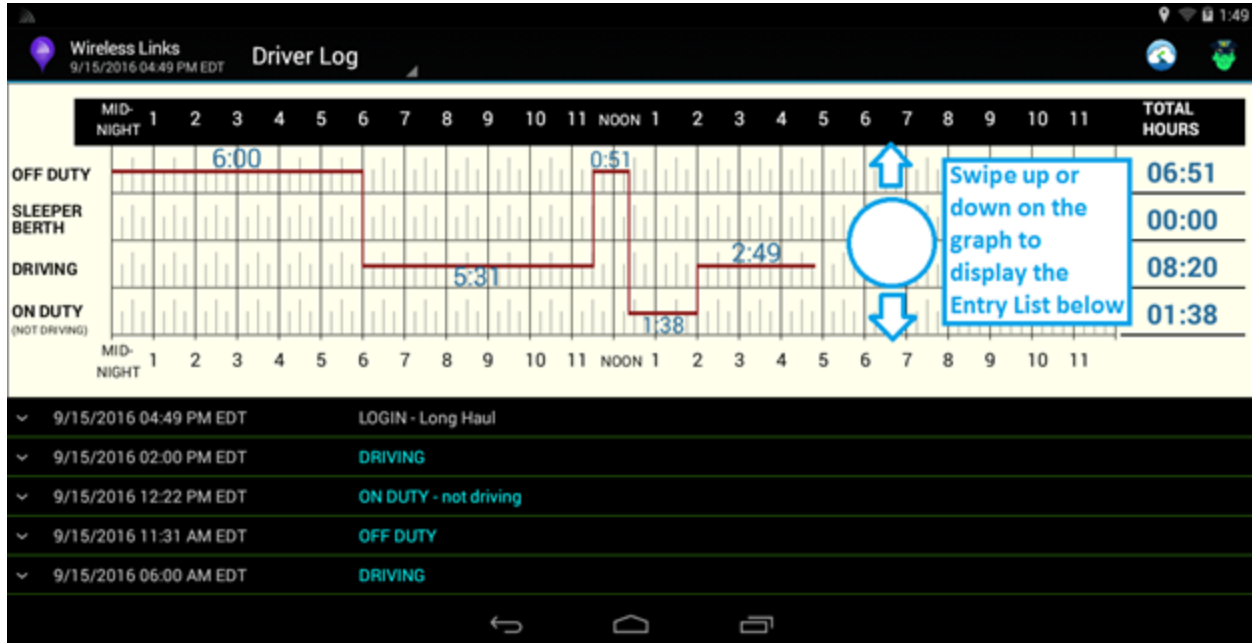 1:49
Wireless Links
9/15/2016 04:49 PM EDT
Driver Log
MID-NIGHT 1 2 3 4 5 6 7 8 9 10 11 NOON 1 2 3 4 5 6 7 8 9 10 11 TOTAL HOURS
OFF DUTY 6:00 0:51 06:51
SLEEPER BERTH 00:00
DRIVING 5:31 2:49 08:20
ON DUTY (NOT DRIVING) 1:38 01:38
Swipe up or
down on the
graph to
display the
Entry List below
MID-NIGHT 1 2 3 4 5 6 7 8 9 10 11 NOON 1 2 3 4 5 6 7 8 9 10 11
9/15/2016 04:49 PM EDT LOGIN - Long Haul
9/15/2016 02:00 PM EDT DRIVING
9/15/2016 12:22 PM EDT ON DUTY - not driving
9/15/2016 11:31 AM EDT OFF DUTY
9/15/2016 06:00 AM EDT DRIVING